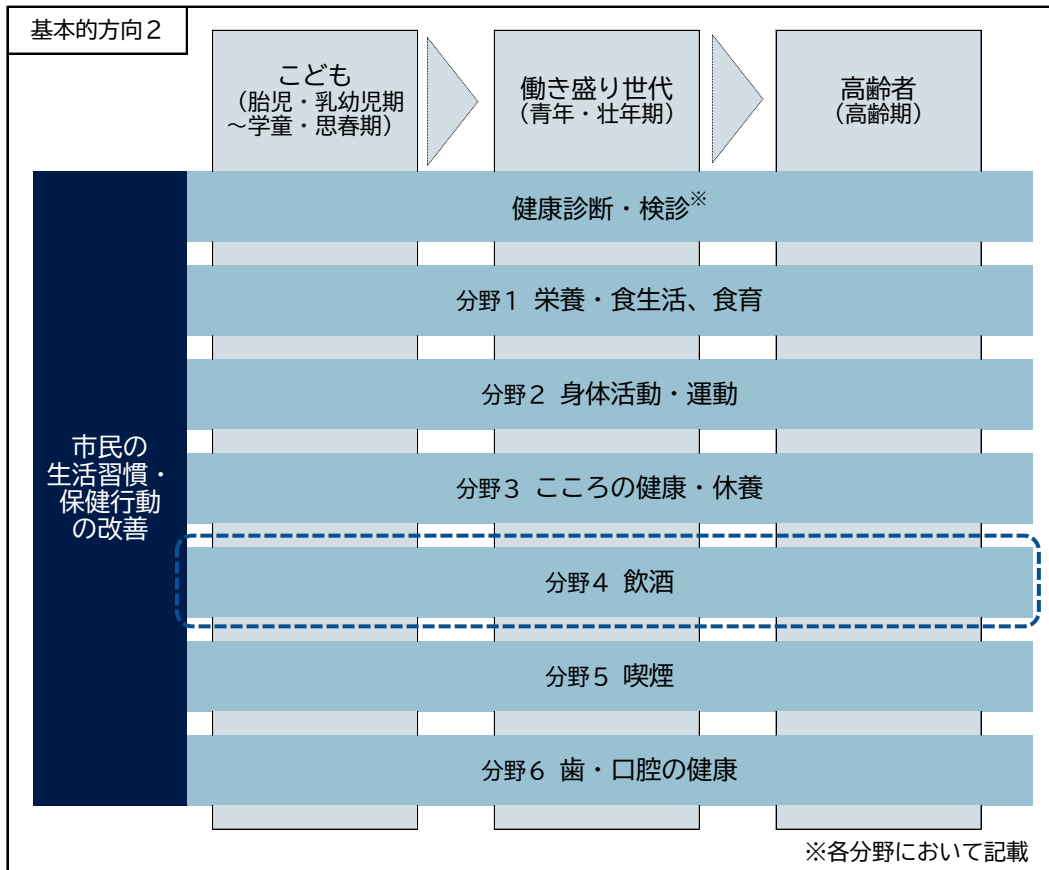 基本的方向２
こども
（胎児・乳幼児期
～学童・思春期）
働き盛り世代
（青年・壮年期）
高齢者
（高齢期）
市民の
生活習慣・
保健行動
の改善
健康診断・検診※
分野１ 栄養・食生活、食育
分野２ 身体活動・運動
分野３ こころの健康・休養
分野４ 飲酒
分野５ 喫煙
分野６ 歯・口腔の健康
※各分野において記載